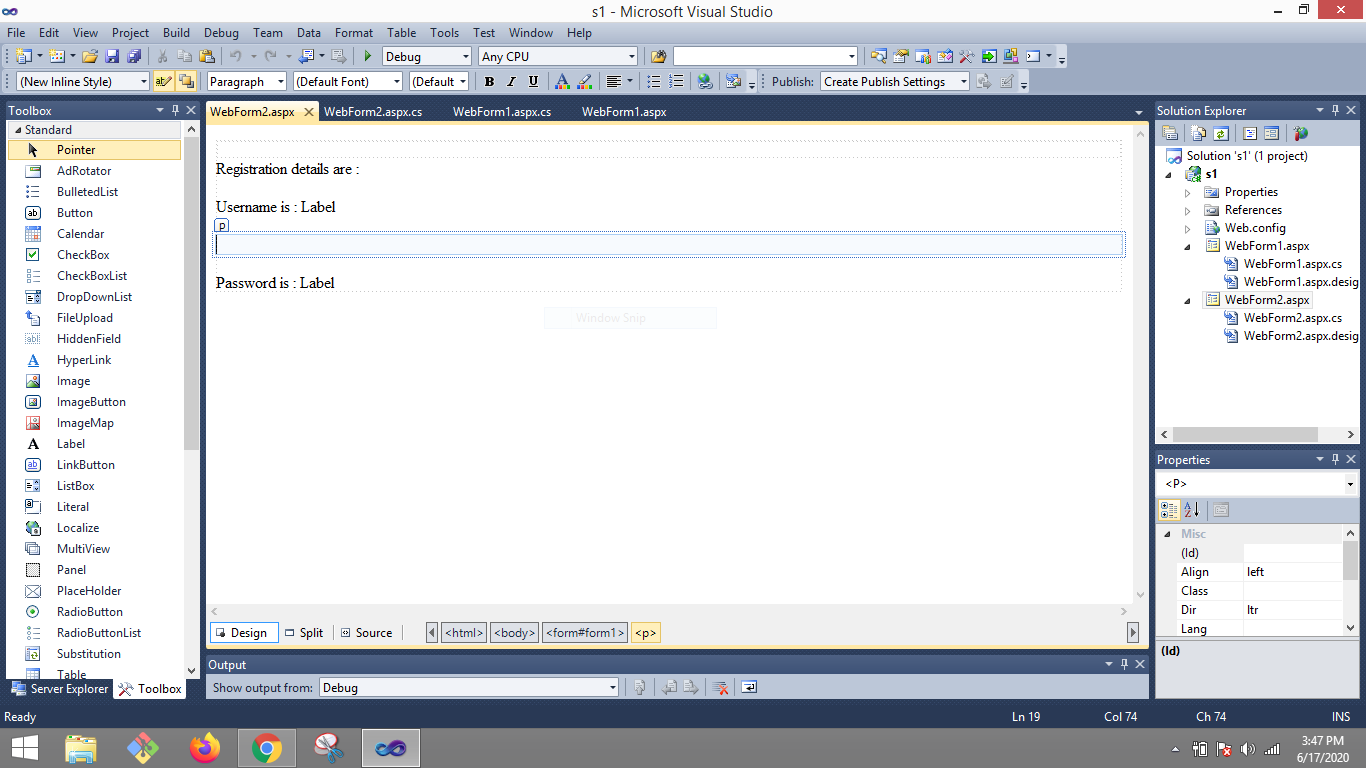 s1 - Microsoft Visual Studio
File Edit View Project Build Debug Team Data Format Table Tools Test Window Help
Debug Any CPU
(New Inline Style) ab Paragraph (Default Font) (Default B I U A Publish: Create Publish Settings
Toolbox
Standard
Pointer
AdRotator
BulletedList
ab Button
Calendar
CheckBox
CheckBoxList
DropDownList
FileUpload
abl HiddenField
A HyperLink
Image
ImageButton
ImageMap
A Label
ab LinkButton
ListBox
Literal
Localize
MultiView
Panel
PlaceHolder
RadioButton
RadioButtonList
Substitution
Table
Server Explorer Toolbox
WebForm2.aspx WebForm2.aspx.cs WebForm1.aspx.cs WebForm1.aspx
Registration details are :
Username is : Label
p
Password is : Label
Window Snip
Design Split Source <html> <body> <form#form1> <p>
Output
Show output from: Debug
Solution Explorer
Solution 's1' (1 project)
s1
Properties
References
Web.config
WebForm1.aspx
WebForm1.aspx.cs
WebForm1.aspx.desig
WebForm2.aspx
WebForm2.aspx.cs
WebForm2.aspx.desig
Properties
<P>
A Z
Misc
(Id)
Align left
Class
Dir ltr
Lang
(Id)
Ready Ln 19 Col 74 Ch 74 INS
3:47 PM
6/17/2020